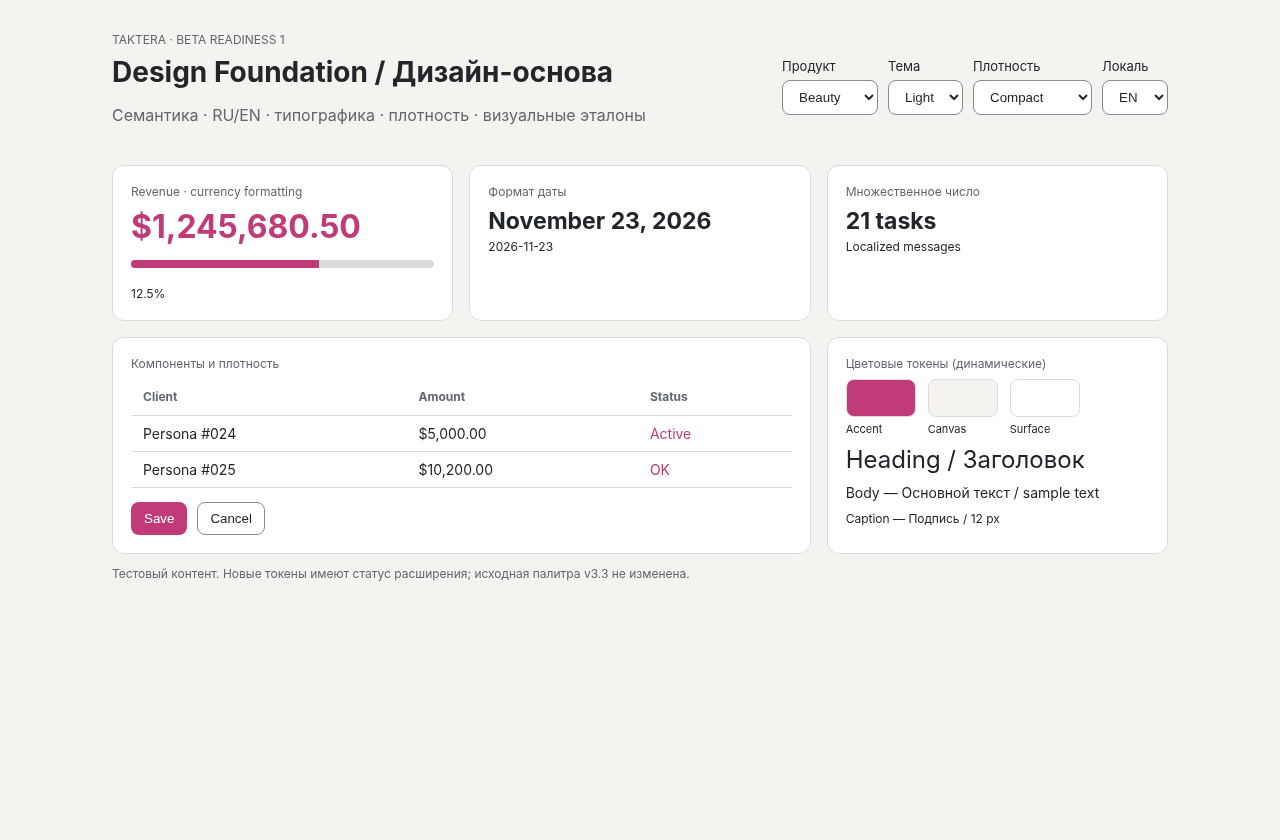 TAKTERA · BETA READINESS 1
Design Foundation / Дизайн-основа
Семантика · RU/EN · типографика · плотность · визуальные эталоны
Продукт Тема Плотность Локаль
Beauty Light Compact EN
Revenue · currency formatting
$1,245,680.50
12.5%
Формат даты
November 23, 2026
2026-11-23
Множественное число
21 tasks
Localized messages
Компоненты и плотность
Client Amount Status
Persona #024 $5,000.00 Active
Persona #025 $10,200.00 OK
Save Cancel
Цветовые токены (динамические)
Accent Canvas Surface
Heading / Заголовок
Body — Основной текст / sample text
Caption — Подпись / 12 px
Тестовый контент. Новые токены имеют статус расширения; исходная палитра v3.3 не изменена.